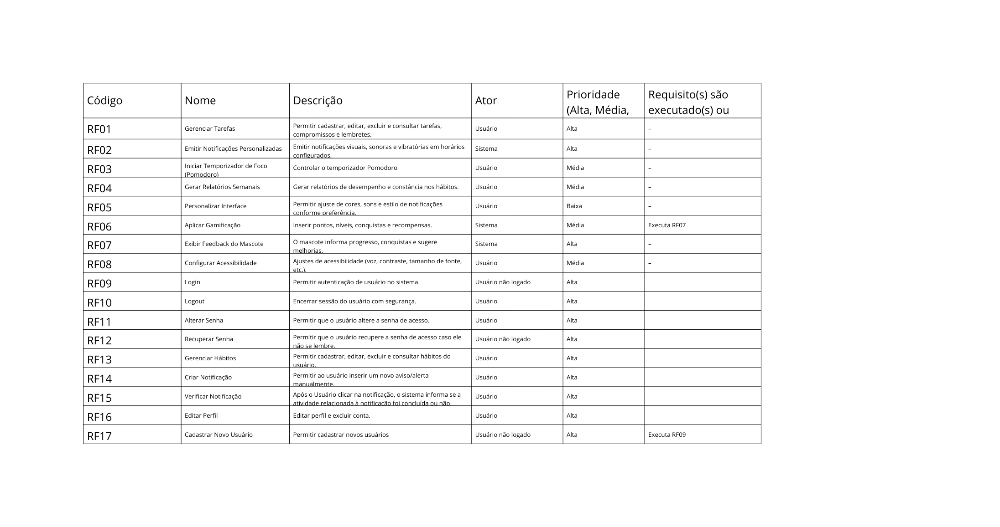 Código
Nome
Descrição
Ator
Prioridade
(Alta, Média,
Requisito(s) são
executado(s) ou
RF01
Gerenciar Tarefas
Permitir cadastrar, editar, excluir e consultar tarefas,
compromissos e lembretes.
Usuário
Alta
–
RF02
Emitir Notificações Personalizadas
Emitir notificações visuais, sonoras e vibratórias em horários
configurados.
Sistema
Alta
–
RF03
Iniciar Temporizador de Foco
(Pomodoro)
Controlar o temporizador Pomodoro
Usuário
Média
–
RF04
Gerar Relatórios Semanais
Gerar relatórios de desempenho e constância nos hábitos.
Usuário
Média
–
RF05
Personalizar Interface
Permitir ajuste de cores, sons e estilo de notificações
conforme preferência.
Usuário
Baixa
–
RF06
Aplicar Gamificação
Inserir pontos, níveis, conquistas e recompensas.
Sistema
Média
Executa RF07
RF07
Exibir Feedback do Mascote
O mascote informa progresso, conquistas e sugere
melhorias.
Sistema
Alta
–
RF08
Configurar Acessibilidade
Ajustes de acessibilidade (voz, contraste, tamanho de fonte,
etc.).
Usuário
Média
–
RF09
Login
Permitir autenticação de usuário no sistema.
Usuário não logado
Alta
RF10
Logout
Encerrar sessão do usuário com segurança.
Usuário
Alta
RF11
Alterar Senha
Permitir que o usuário altere a senha de acesso.
Usuário
Alta
RF12
Recuperar Senha
Permitir que o usuário recupere a senha de acesso caso ele
não se lembre.
Usuário não logado
Alta
RF13
Gerenciar Hábitos
Permitir cadastrar, editar, excluir e consultar hábitos do
usuário.
Usuário
Alta
RF14
Criar Notificação
Permitir ao usuário inserir um novo aviso/alerta
manualmente.
Usuário
Alta
RF15
Verificar Notificação
Após o Usuário clicar na notificação, o sistema informa se a
atividade relacionada à notificação foi concluída ou não.
Usuário
Alta
RF16
Editar Perfil
Editar perfil e excluir conta.
Usuário
Alta
RF17
Cadastrar Novo Usuário
Permitir cadastrar novos usuários
Usuário não logado
Alta
Executa RF09